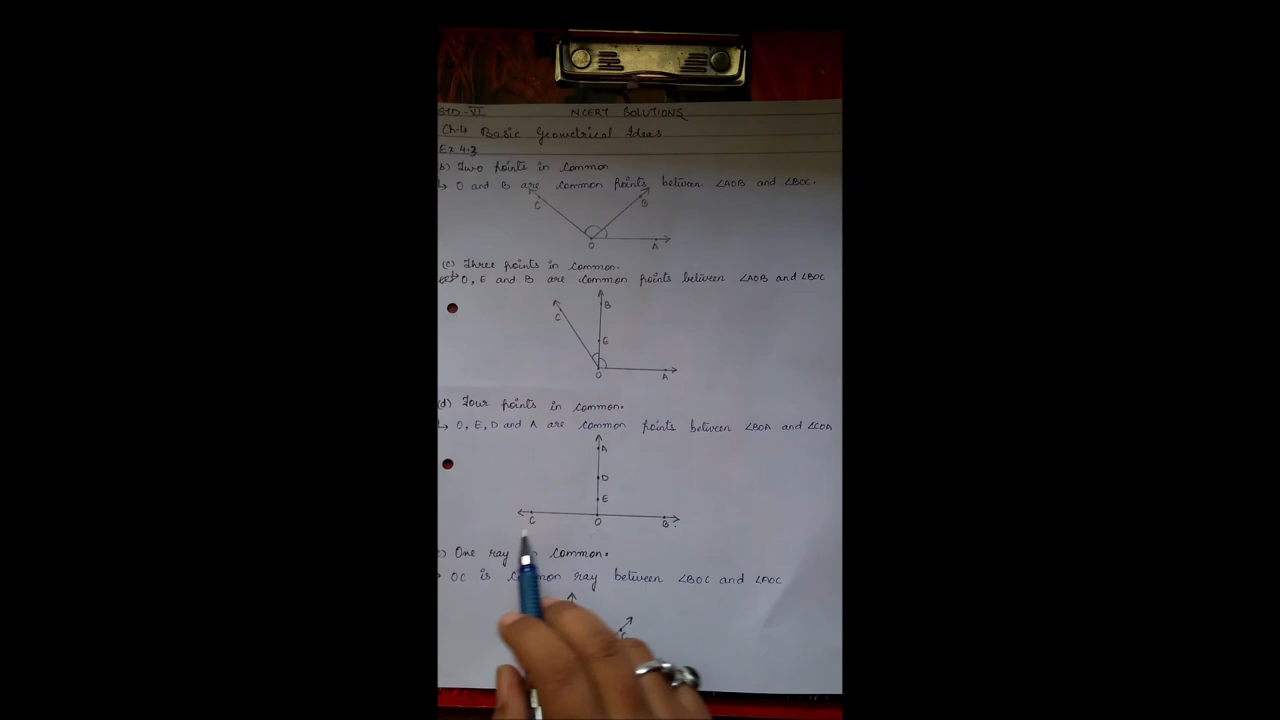 STD-VI NCERT SOLUTIONS
Ch-4 Basic Geometrical Ideas
Ex 4.3
b) Two points in common
↳ O and B are common points between ∠AOB and ∠BOC.
C B
O A
(c) Three points in common.
↳ O, E and B are common points between ∠AOB and ∠BOC
B
C
E
O A
(d) Four points in common.
↳ O, E, D and A are common points between ∠BOA and ∠COA
A
D
E
C O B
One ray common.
OC is common ray between ∠BOC and ∠AOC
C